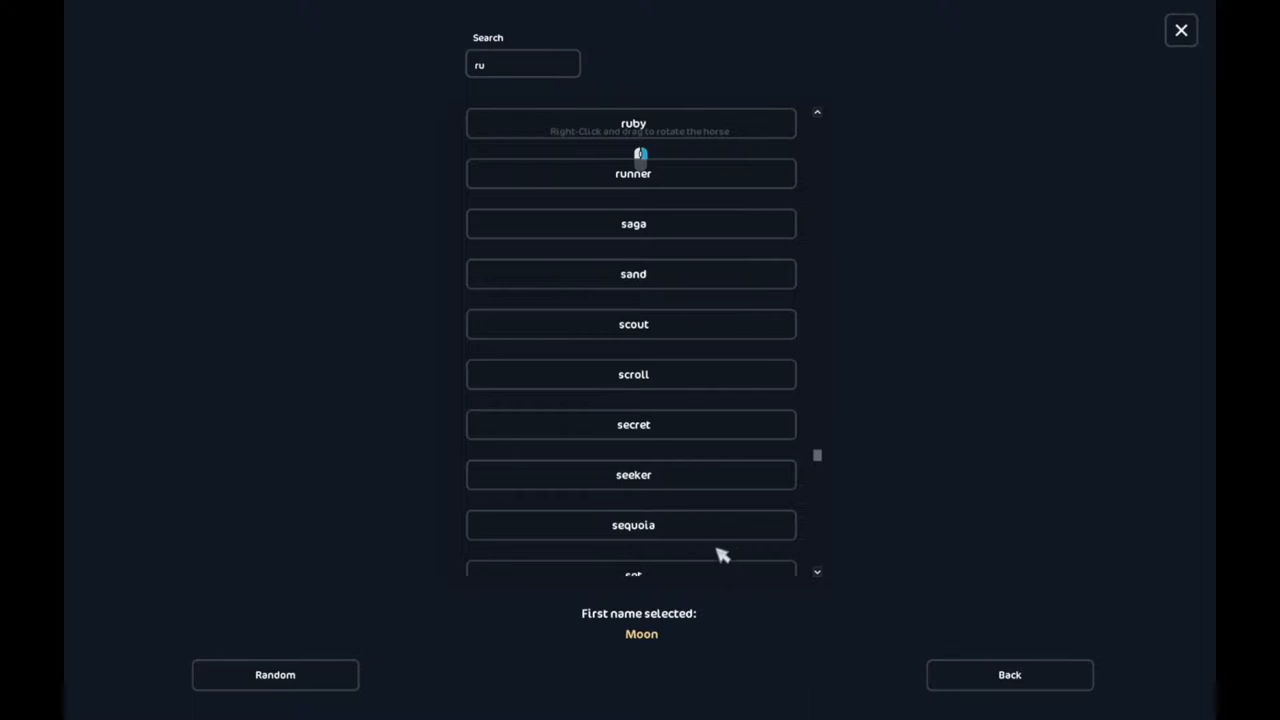 Search
ru
ruby
Right-Click and drag to rotate the horse
runner
saga
sand
scout
scroll
secret
seeker
sequoia
First name selected:
Moon
Random
Back